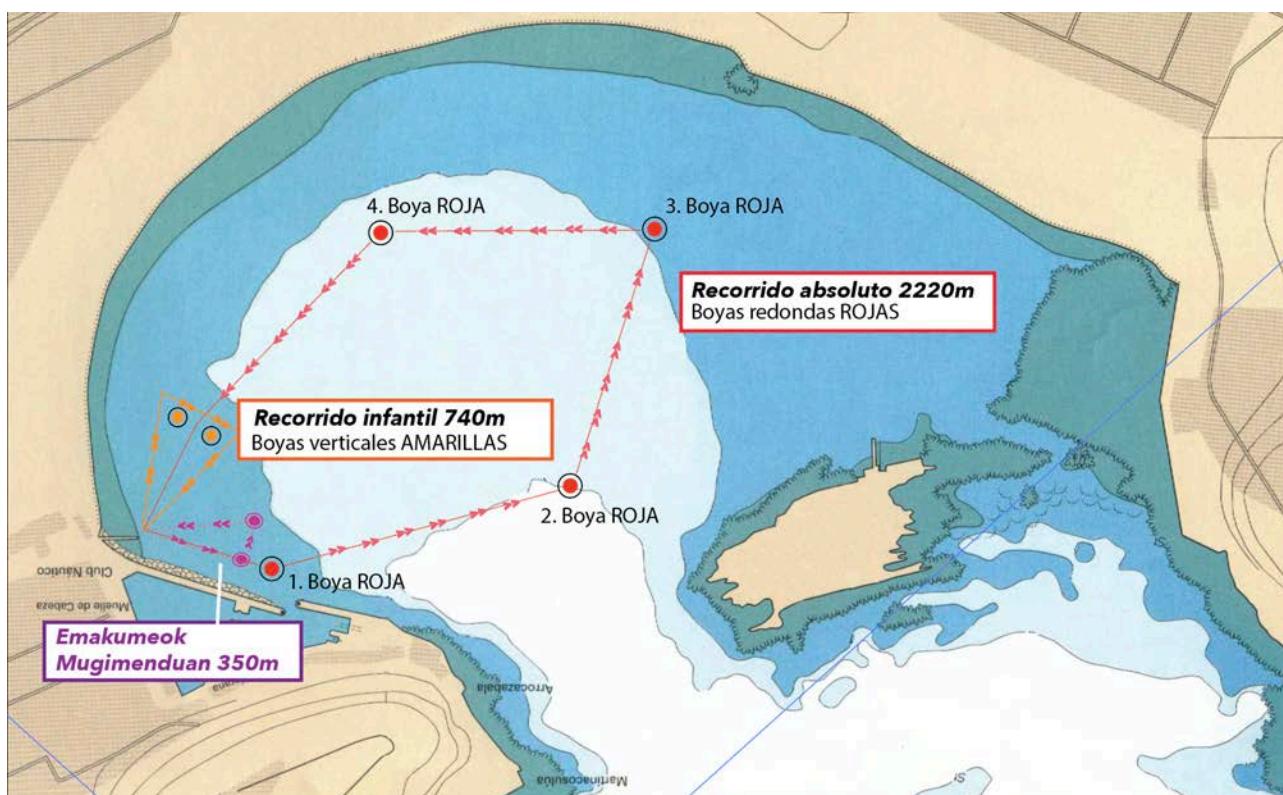 4. Boya ROJA
3. Boya ROJA
Recorrido absoluto 2220m
Boyas redondas ROJAS
Recorrido infantil 740m
Boyas verticales AMARILLAS
2. Boya ROJA
1. Boya ROJA
Club Náutico
Muelle de Cabeza
Emakumeok
Mugimenduan 350m
Arrocazabala
Martinacosulúa